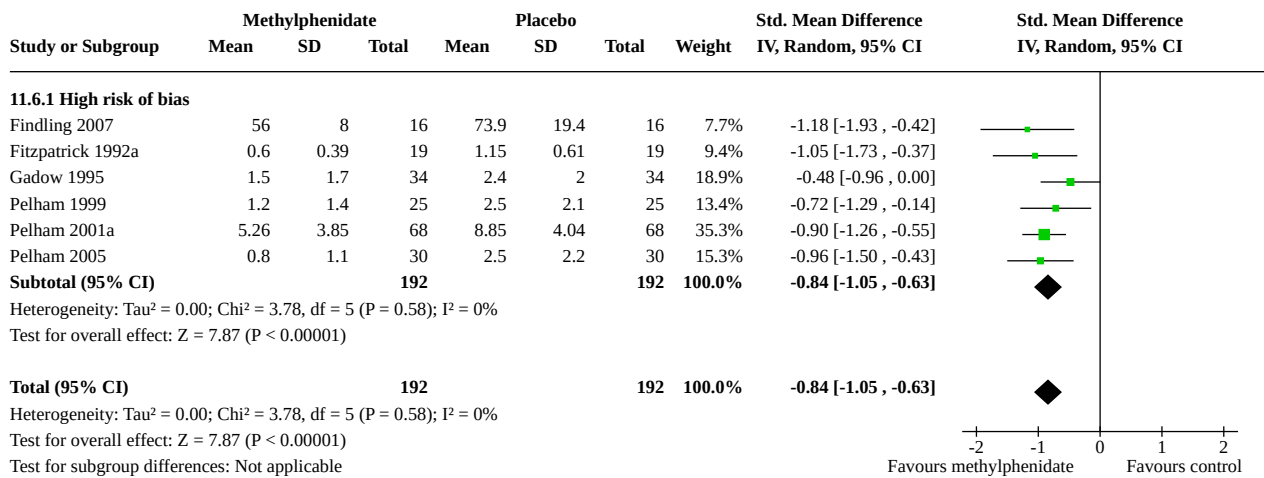 Methylphenidate Placebo Std. Mean Difference Std. Mean Difference
Study or Subgroup Mean SD Total Mean SD Total Weight IV, Random, 95% CI IV, Random, 95% CI
11.6.1 High risk of bias
Findling 2007 56 8 16 73.9 19.4 16 7.7% -1.18 [-1.93 , -0.42]
Fitzpatrick 1992a 0.6 0.39 19 1.15 0.61 19 9.4% -1.05 [-1.73 , -0.37]
Gadow 1995 1.5 1.7 34 2.4 2 34 18.9% -0.48 [-0.96 , 0.00]
Pelham 1999 1.2 1.4 25 2.5 2.1 25 13.4% -0.72 [-1.29 , -0.14]
Pelham 2001a 5.26 3.85 68 8.85 4.04 68 35.3% -0.90 [-1.26 , -0.55]
Pelham 2005 0.8 1.1 30 2.5 2.2 30 15.3% -0.96 [-1.50 , -0.43]
Subtotal (95% CI) 192 192 100.0% -0.84 [-1.05 , -0.63]
Heterogeneity: Tau² = 0.00; Chi² = 3.78, df = 5 (P = 0.58); I² = 0%
Test for overall effect: Z = 7.87 (P < 0.00001)
Total (95% CI) 192 192 100.0% -0.84 [-1.05 , -0.63]
Heterogeneity: Tau² = 0.00; Chi² = 3.78, df = 5 (P = 0.58); I² = 0%
Test for overall effect: Z = 7.87 (P < 0.00001)
-2 -1 0 1 2
Test for subgroup differences: Not applicable Favours methylphenidate Favours control